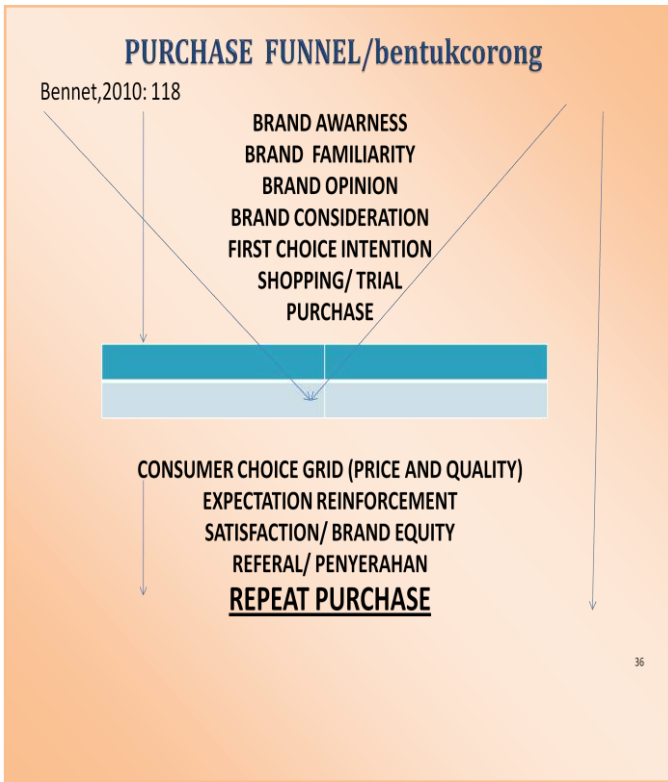 PURCHASE FUNNEL/bentukcorong
Bennet,2010: 118
BRAND AWARNESS
BRAND FAMILIARITY
BRAND OPINION
BRAND CONSIDERATION
FIRST CHOICE INTENTION
SHOPPING/ TRIAL
PURCHASE
CONSUMER CHOICE GRID (PRICE AND QUALITY)
EXPECTATION REINFORCEMENT
SATISFACTION/ BRAND EQUITY
REFERAL/ PENYERAHAN
REPEAT PURCHASE
36